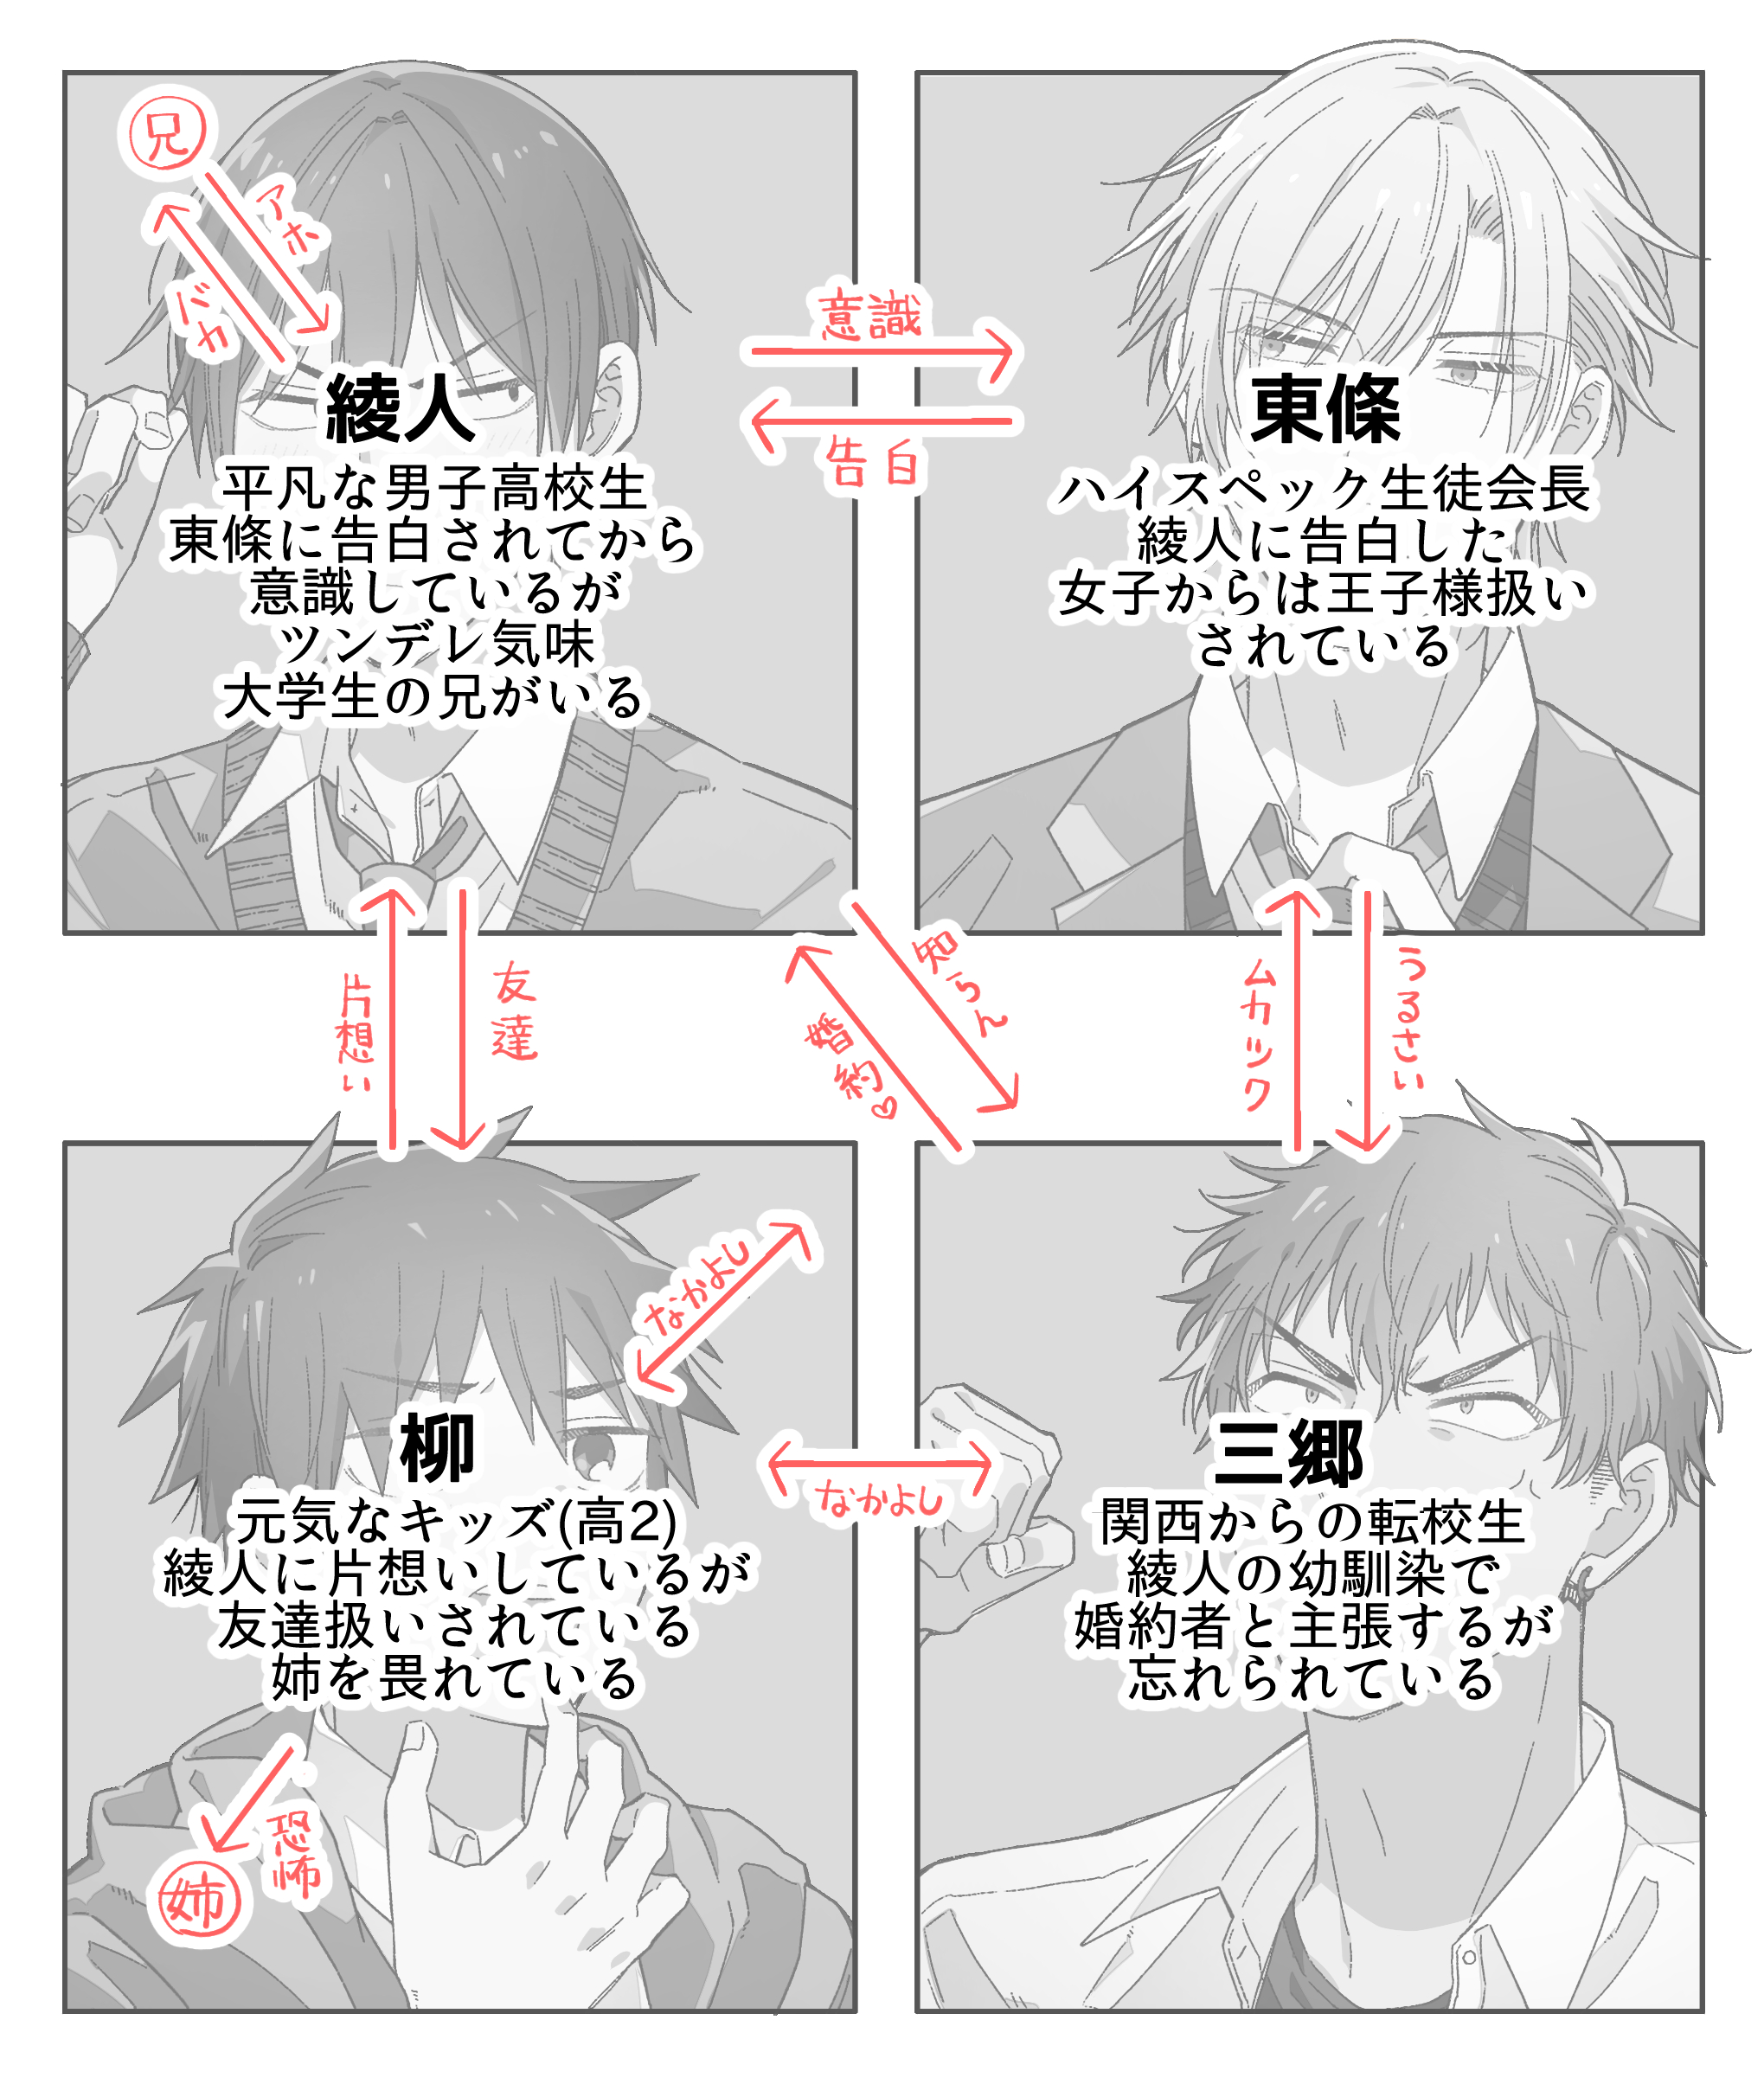 兄
アホ
バカ
意識
告白
綾人
平凡な男子高校生
東條に告白されてから
意識しているが
ツンデレ気味
大学生の兄がいる
東條
ハイスペック生徒会長
綾人に告白した
女子からは王子様扱い
されている
片想い
友達
知らん
婚約♡
ムカツク
うるさい
なかよし
なかよし
柳
元気なキッズ(高2)
綾人に片想いしているが
友達扱いされている
姉を畏れている
恐怖
姉
三郷
関西からの転校生
綾人の幼馴染で
婚約者と主張するが
忘れられている